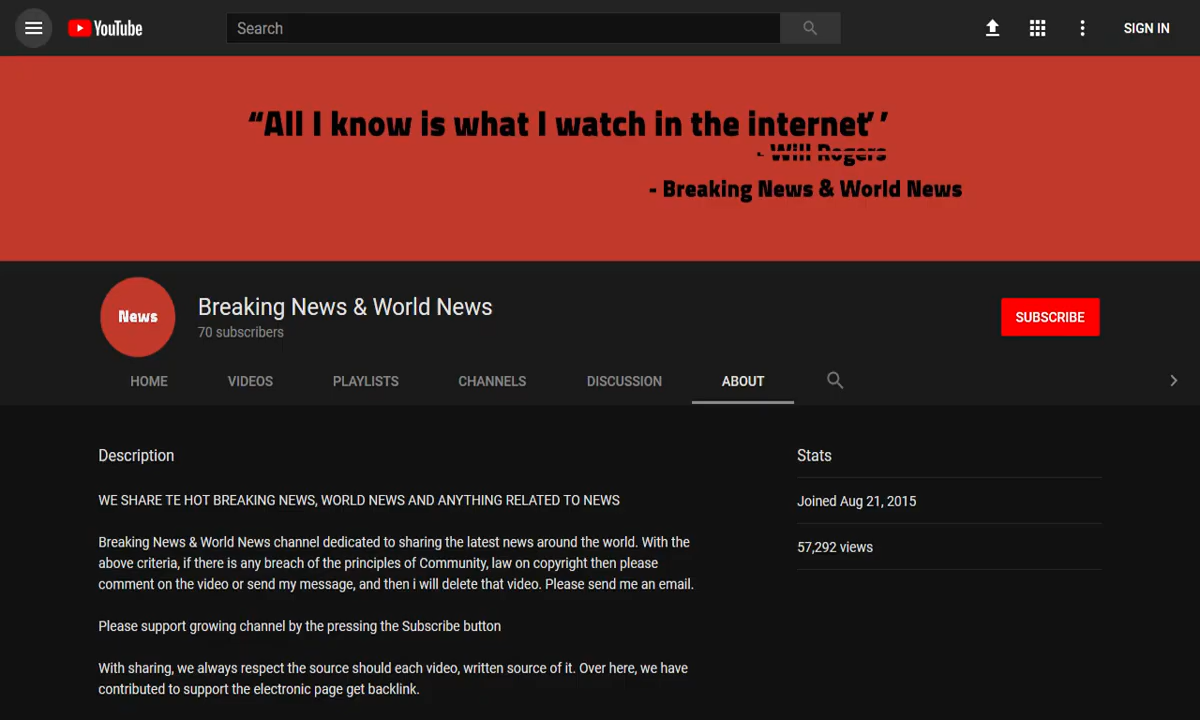 YouTube
Search
SIGN IN
“All I know is what I watch in the internet’’
- Will Rogers
- Breaking News & World News
News
Breaking News & World News
70 subscribers
SUBSCRIBE
HOME
VIDEOS
PLAYLISTS
CHANNELS
DISCUSSION
ABOUT
Description
WE SHARE TE HOT BREAKING NEWS, WORLD NEWS AND ANYTHING RELATED TO NEWS
Breaking News & World News channel dedicated to sharing the latest news around the world. With the
above criteria, if there is any breach of the principles of Community, law on copyright then please
comment on the video or send my message, and then i will delete that video. Please send me an email.
Please support growing channel by the pressing the Subscribe button
With sharing, we always respect the source should each video, written source of it. Over here, we have
contributed to support the electronic page get backlink.
Stats
Joined Aug 21, 2015
57,292 views